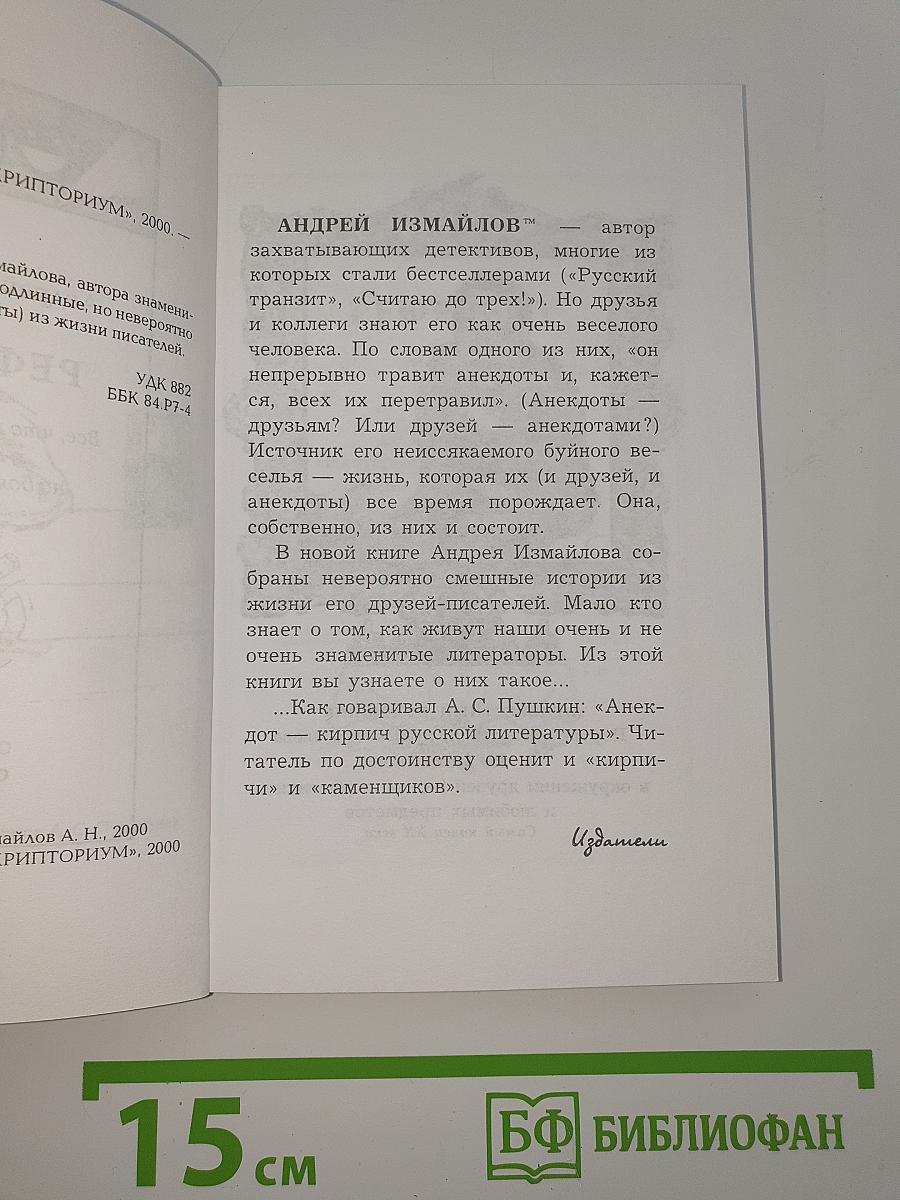 РИПТОРИУМ», 2000. —
майлова, автора знамени-
одлинные, но невероятно
ты) из жизни писателей.
УДК 882
ББК 84.Р7-4
майлов А. Н., 2000
РИПТОРИУМ», 2000
АНДРЕЙ ИЗМАЙЛОВ™ — автор
захватывающих детективов, многие из
которых стали бестселлерами («Русский
транзит», «Считаю до трех!»). Но друзья
и коллеги знают его как очень веселого
человека. По словам одного из них, «он
непрерывно травит анекдоты и, кажет-
ся, всех их перетравил». (Анекдоты —
друзьям? Или друзей — анекдотами?)
Источник его неиссякаемого буйного ве-
селья — жизнь, которая их (и друзей, и
анекдоты) все время порождает. Она,
собственно, из них и состоит.
В новой книге Андрея Измайлова со-
браны невероятно смешные истории из
жизни его друзей-писателей. Мало кто
знает о том, как живут наши очень и не
очень знаменитые литераторы. Из этой
книги вы узнаете о них такое...
...Как говаривал А. С. Пушкин: «Анек-
дот — кирпич русской литературы». Чи-
татель по достоинству оценит и «кирпи-
чи» и «каменщиков».
Издатели
15 см
БФ БИБЛИОФАН